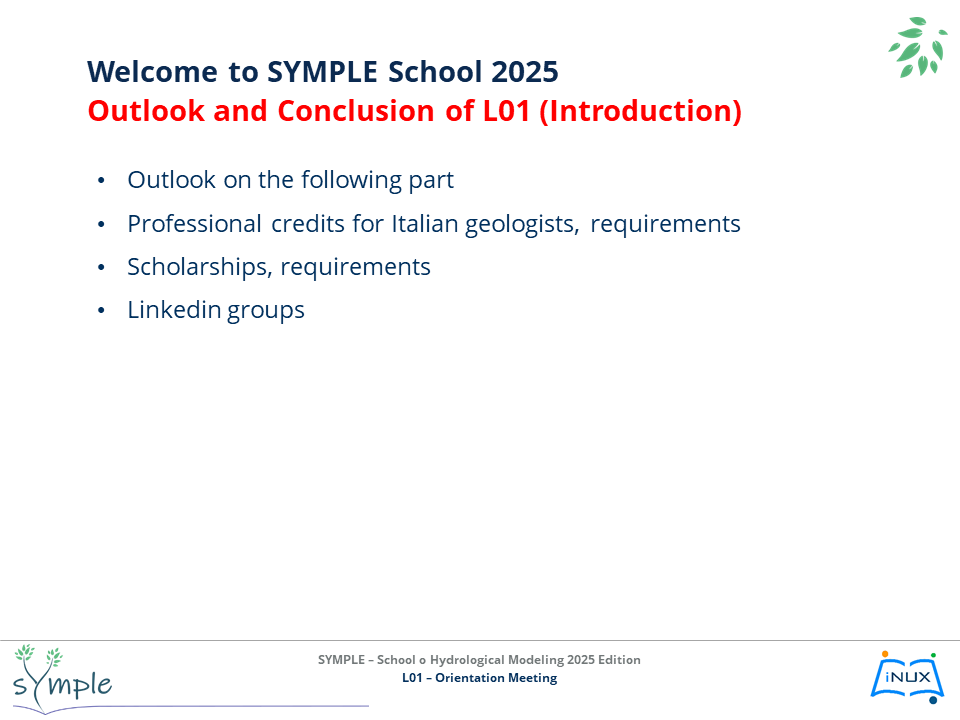 Welcome to SYMPLE School 2025
Outlook and Conclusion of L01 (Introduction)
• Outlook on the following part
• Professional credits for Italian geologists, requirements
• Scholarships, requirements
• Linkedin groups
SYMPLE – School o Hydrological Modeling 2025 Edition
L01 – Orientation Meeting
sYmple
iNUX